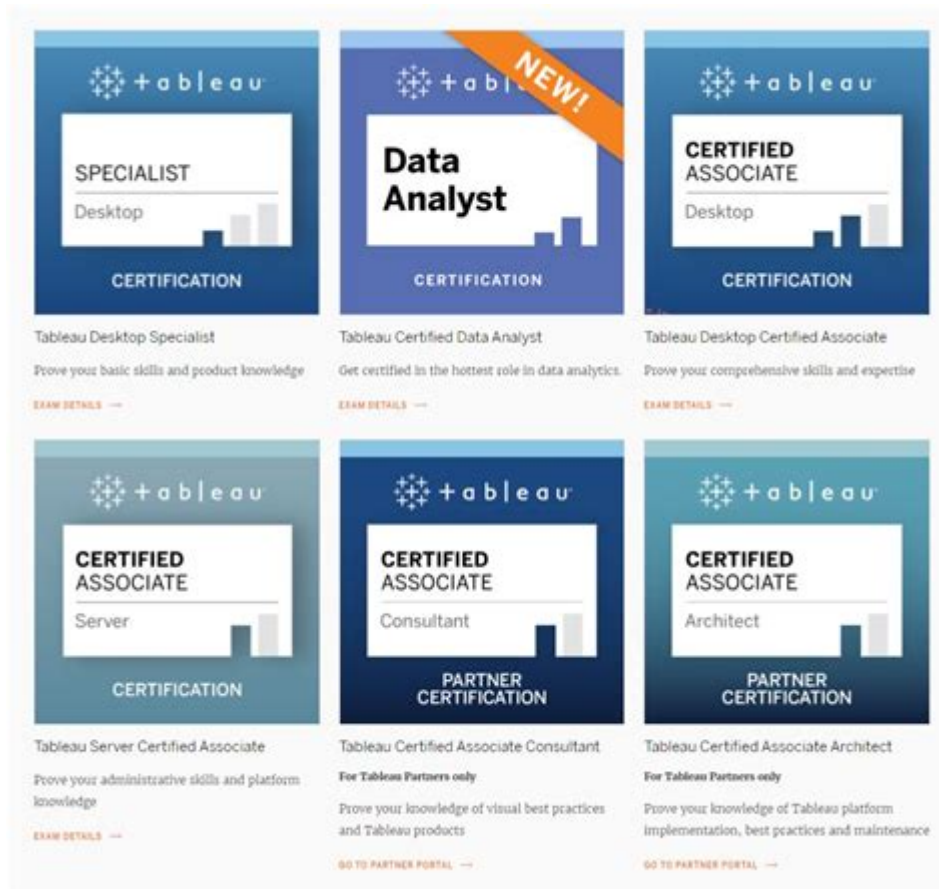 +ableau
SPECIALIST
Desktop
CERTIFICATION
Tableau Desktop Specialist
Prove your basic skills and product knowledge
EXAM DETAILS →
NEW!
Data
Analyst
CERTIFICATION
Tableau Certified Data Analyst
Get certified in the hottest role in data analytics.
EXAM DETAILS →
+ableau
CERTIFIED
ASSOCIATE
Desktop
CERTIFICATION
Tableau Desktop Certified Associate
Prove your comprehensive skills and expertise
EXAM DETAILS →
+ableau
CERTIFIED
ASSOCIATE
Server
CERTIFICATION
Tableau Server Certified Associate
Prove your administrative skills and platform
knowledge
EXAM DETAILS →
+ableau
CERTIFIED
ASSOCIATE
Consultant
PARTNER
CERTIFICATION
Tableau Certified Associate Consultant
For Tableau Partners only
Prove your knowledge of visual best practices
and Tableau products
GO TO PARTNER PORTAL →
+ableau
CERTIFIED
ASSOCIATE
Architect
PARTNER
CERTIFICATION
Tableau Certified Associate Architect
For Tableau Partners only
Prove your knowledge of Tableau platform
implementation, best practices and maintenance
GO TO PARTNER PORTAL →